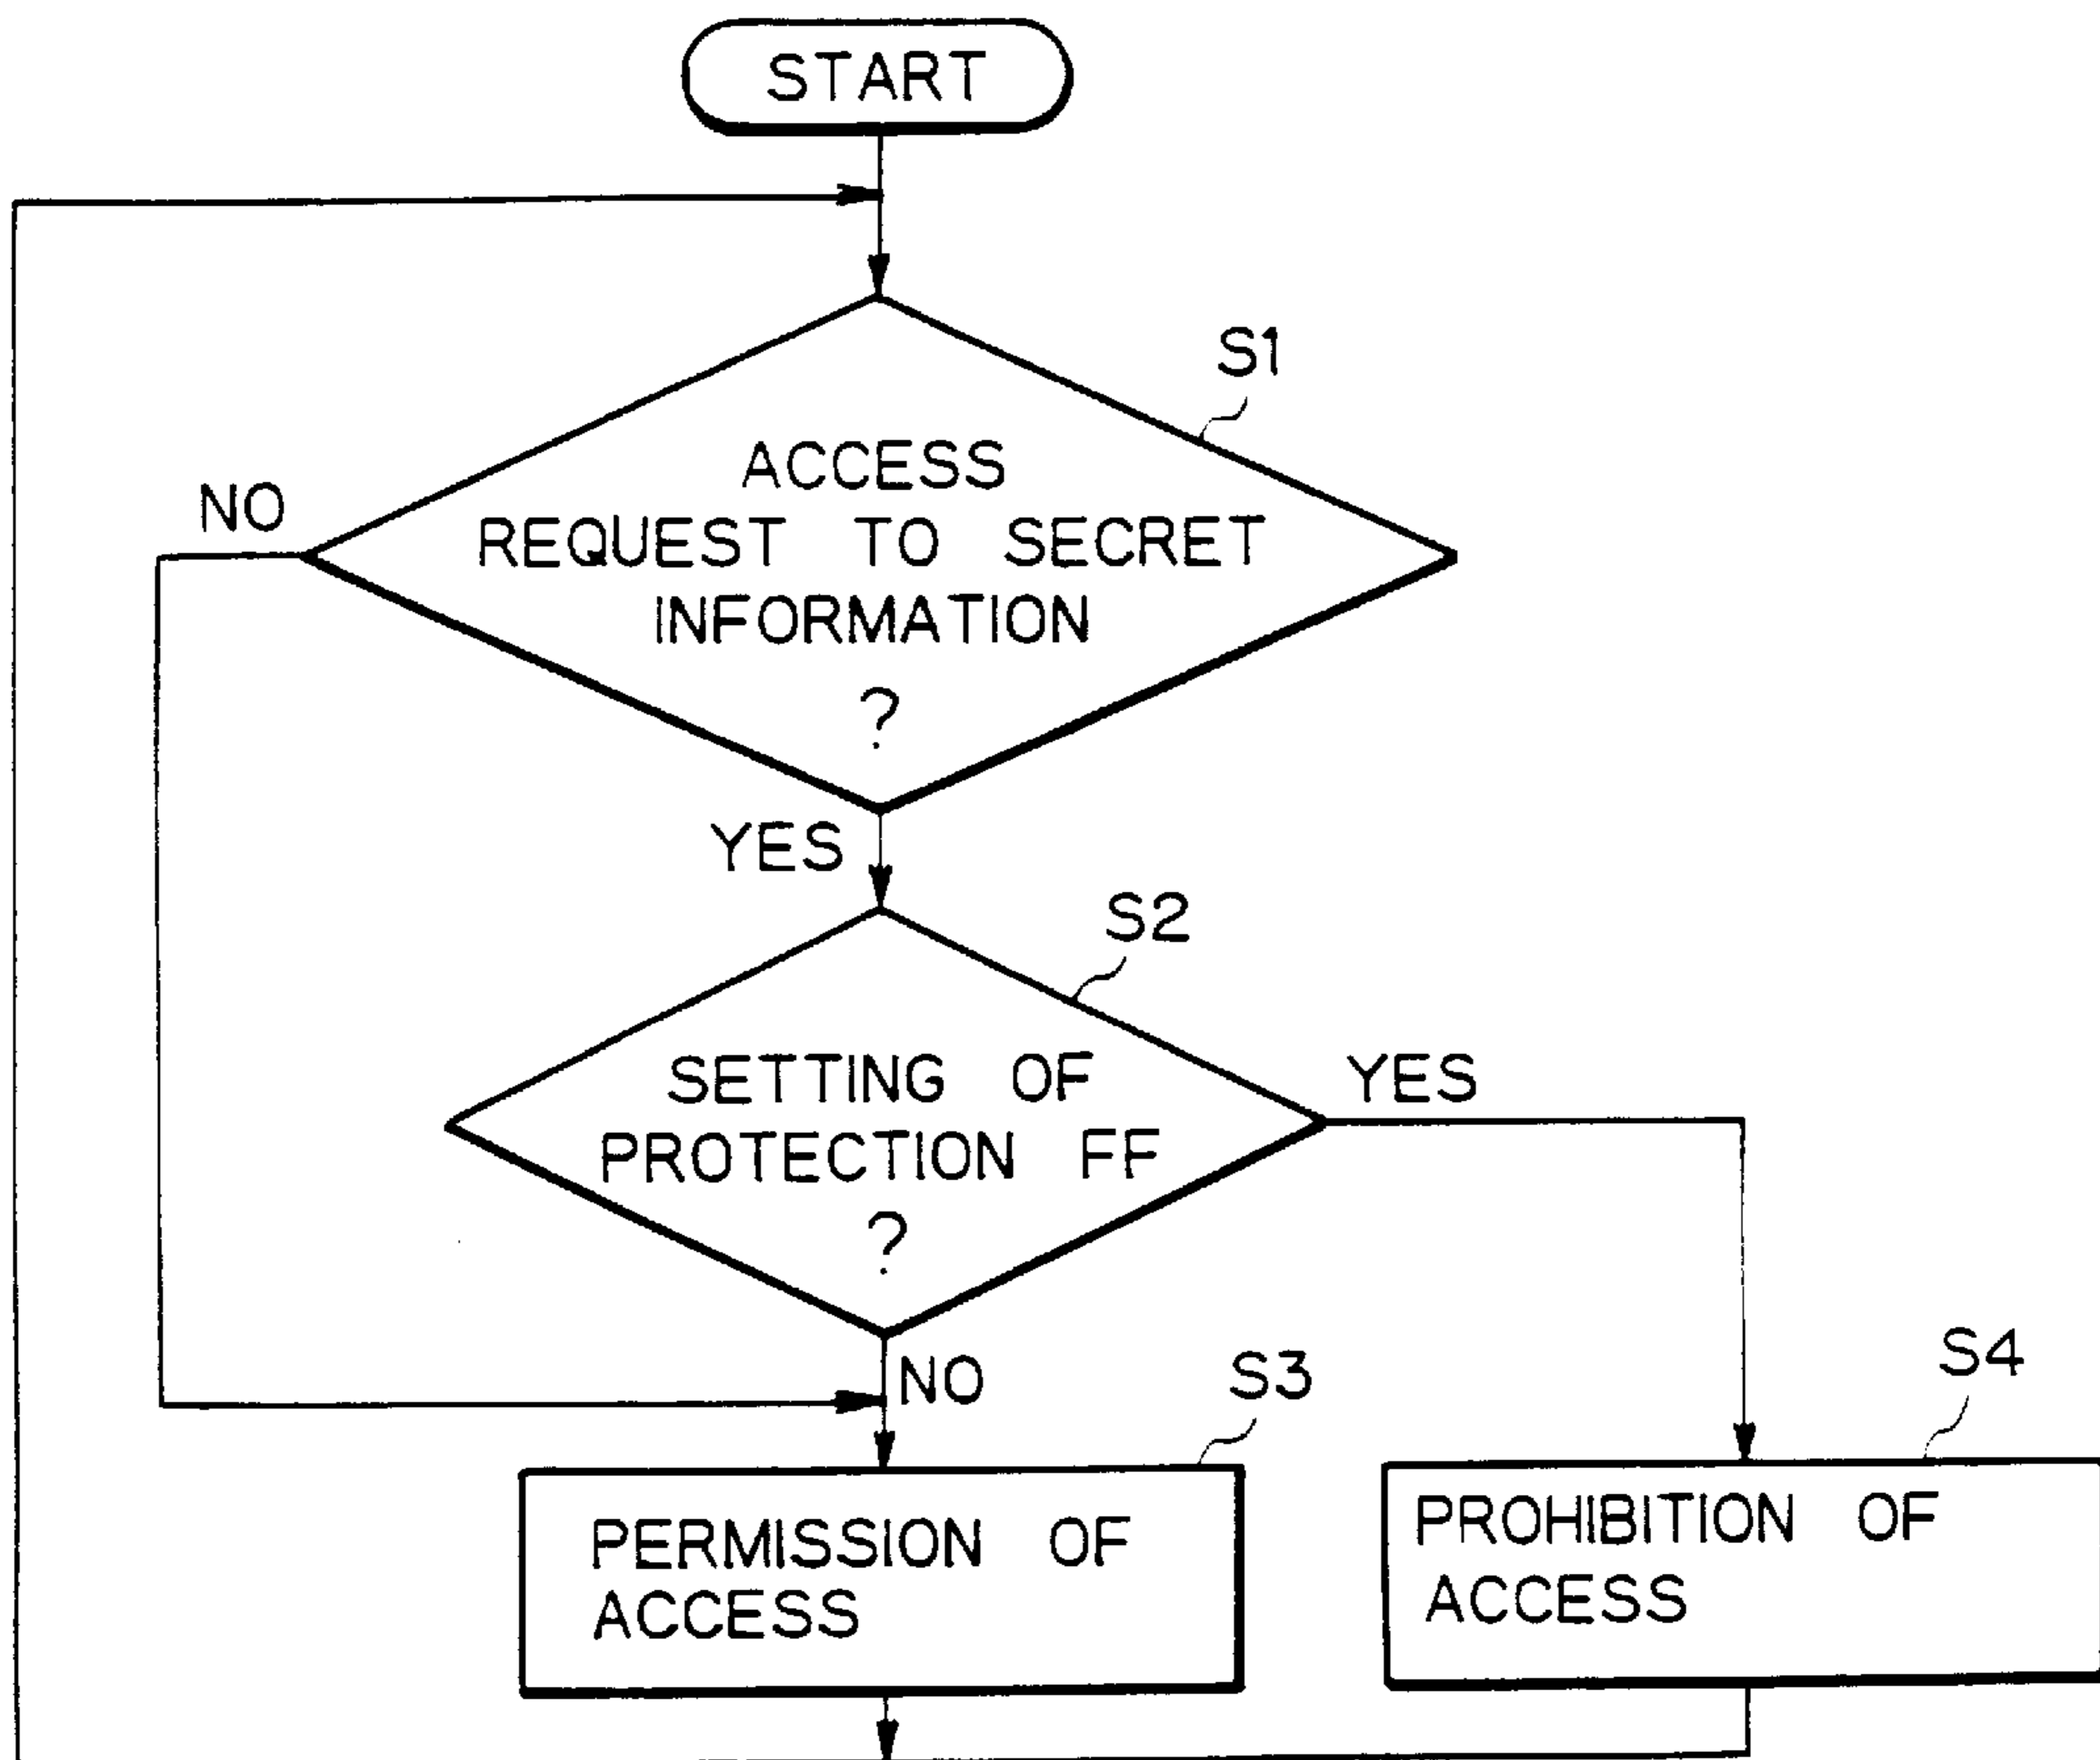 START
S1
ACCESS
REQUEST TO SECRET
INFORMATION
?
NO
YES
S2
SETTING OF
PROTECTION FF
?
YES
NO
S3
S4
PERMISSION OF
ACCESS
PROHIBITION OF
ACCESS